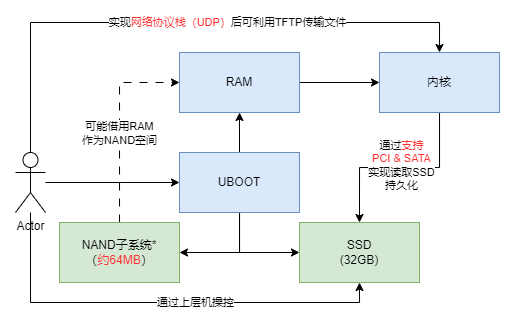 实现网络协议栈（UDP）后可利用TFTP传输文件
RAM
内核
可能借用RAM
作为NAND空间
通过支持
PCI & SATA
实现读取SSD
持久化
UBOOT
Actor
NAND子系统*
（约64MB）
SSD
(32GB)
通过上层机操控